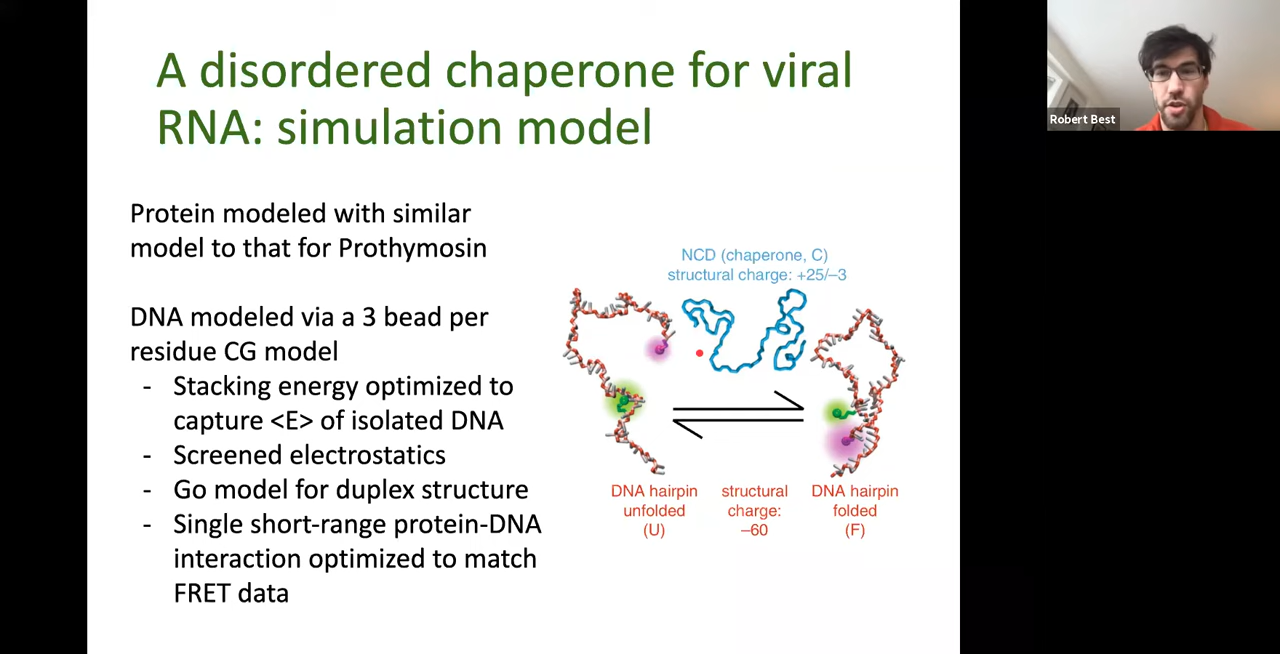 A disordered chaperone for viral
RNA: simulation model
Robert Best
Protein modeled with similar
model to that for Prothymosin
DNA modeled via a 3 bead per
residue CG model
- Stacking energy optimized to
capture <E> of isolated DNA
- Screened electrostatics
- Go model for duplex structure
- Single short-range protein-DNA
interaction optimized to match
FRET data
NCD (chaperone, C)
structural charge: +25/–3
DNA hairpin
unfolded
(U)
structural
charge:
–60
DNA hairpin
folded
(F)